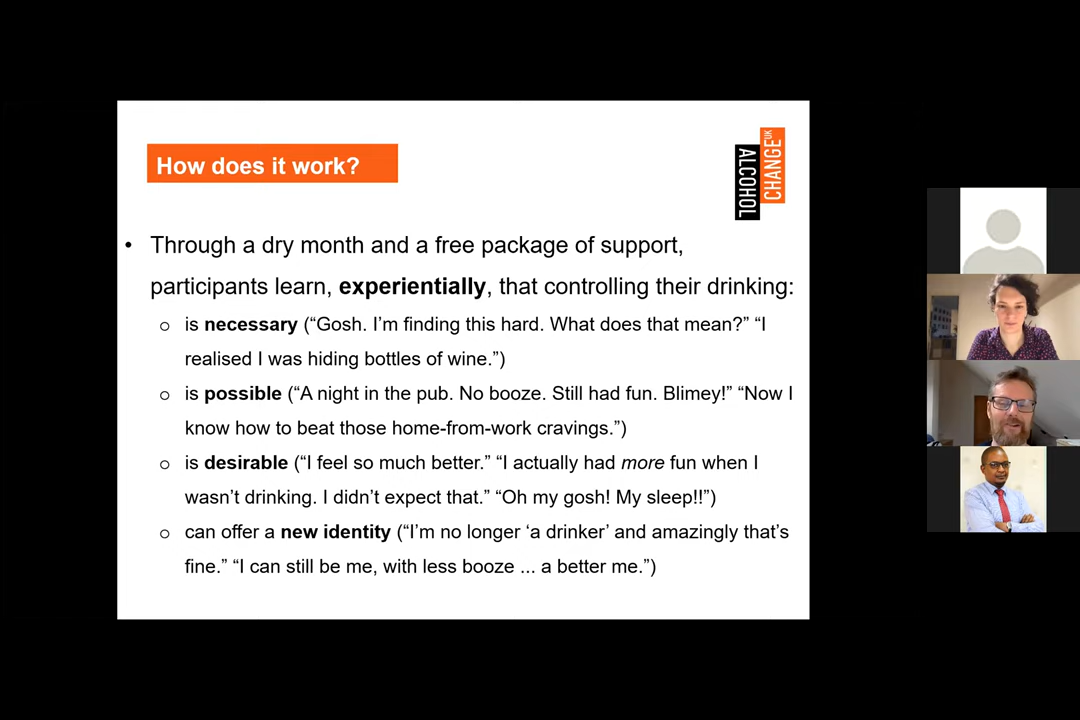 How does it work?
ALCOHOL
CHANGE UK
• Through a dry month and a free package of support,
participants learn, experientially, that controlling their drinking:
o is necessary (“Gosh. I’m finding this hard. What does that mean?” “I
realised I was hiding bottles of wine.”)
o is possible (“A night in the pub. No booze. Still had fun. Blimey!” “Now I
know how to beat those home-from-work cravings.”)
o is desirable (“I feel so much better.” “I actually had more fun when I
wasn’t drinking. I didn’t expect that.” “Oh my gosh! My sleep!!”)
o can offer a new identity (“I’m no longer ‘a drinker’ and amazingly that’s
fine.” “I can still be me, with less booze ... a better me.”)